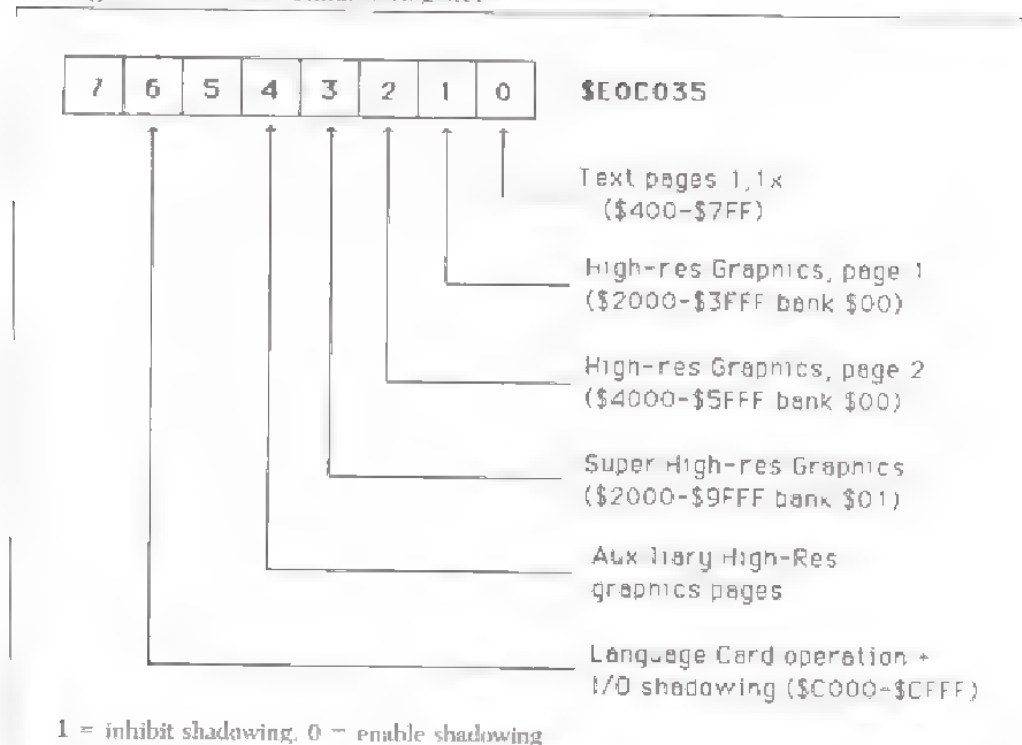 7 6 5 4 3 2 1 0 $E0C035
Text pages 1,1x
($400-$7FF)
High-res Graphics, page 1
($2000-$3FFF bank $00)
High-res Graphics, page 2
($4000-$5FFF bank $00)
Super High-res Graphics
($2000-$9FFF bank $01)
Auxiliary High-Res
graphics pages
Language Card operation +
I/O shadowing ($C000-$CFFF)
1 = inhibit shadowing, 0 = enable shadowing